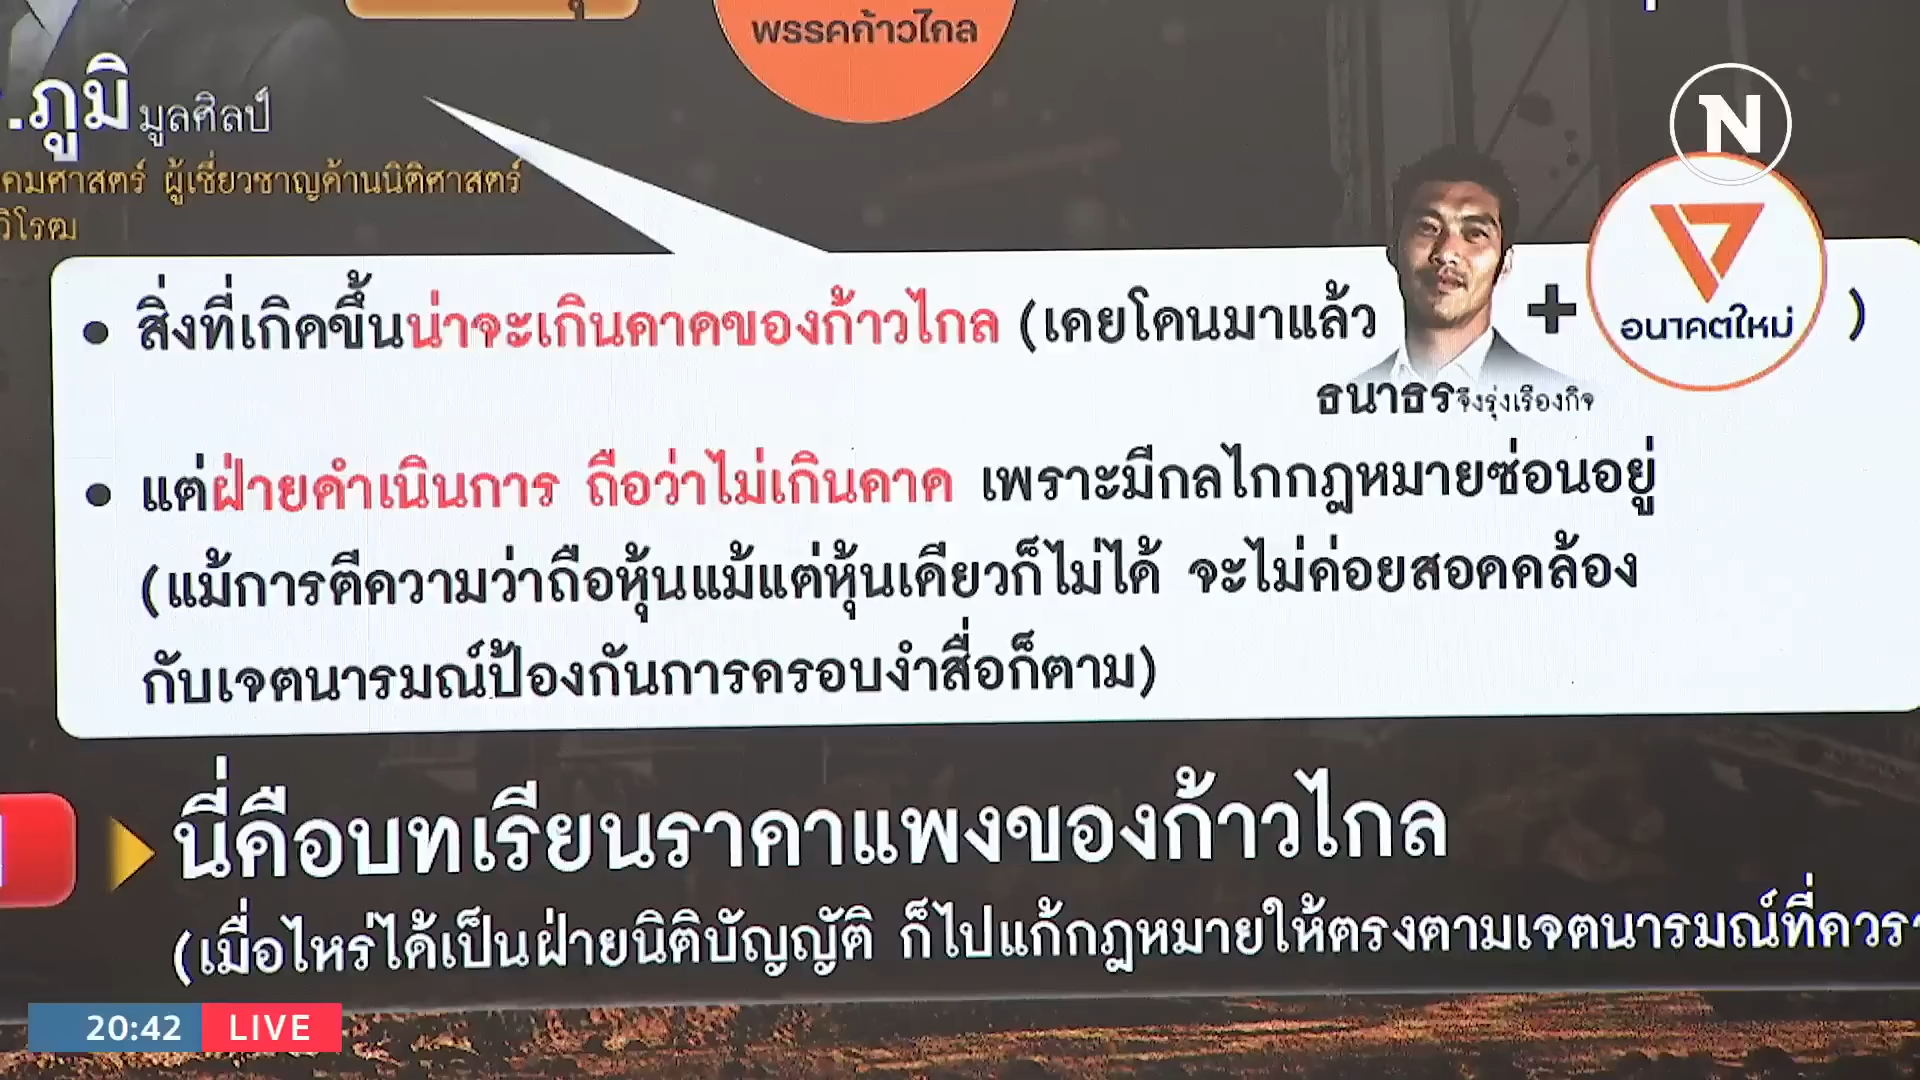 พรรคก้าวไกล
.ภูมิ มูลศิลป์
คมศาสตร์ ผู้เชี่ยวชาญด้านนิติศาสตร์
วิโรฒ
N
• สิ่งที่เกิดขึ้นน่าจะเกินคาดของก้าวไกล (เคยโดนมาแล้ว + อนาคตใหม่ )
ธนาธร จึงรุ่งเรืองกิจ
• แต่ฝ่ายดำเนินการ ถือว่าไม่เกินคาด เพราะมีกลไกกฎหมายซ่อนอยู่
(แม้การตีความว่าถือหุ้นแม้แต่หุ้นเดียวก็ไม่ได้ จะไม่ค่อยสอดคล้อง
กับเจตนารมณ์ป้องกันการครอบงำสื่อก็ตาม)
นี่คือบทเรียนราคาแพงของก้าวไกล
(เมื่อไหร่ได้เป็นฝ่ายนิติบัญญัติ ก็ไปแก้กฎหมายให้ตรงตามเจตนารมณ์ที่ควร
20:42 LIVE